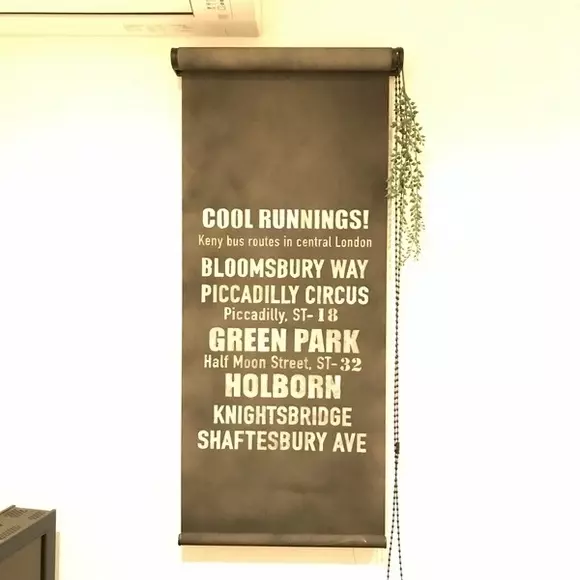 COOL RUNNINGS!
Keny bus routes in central London
BLOOMSBURY WAY
PICCADILLY CIRCUS
Piccadilly, ST-18
GREEN PARK
Half Moon Street, ST-32
HOLBORN
KNIGHTSBRIDGE
SHAFTESBURY AVE